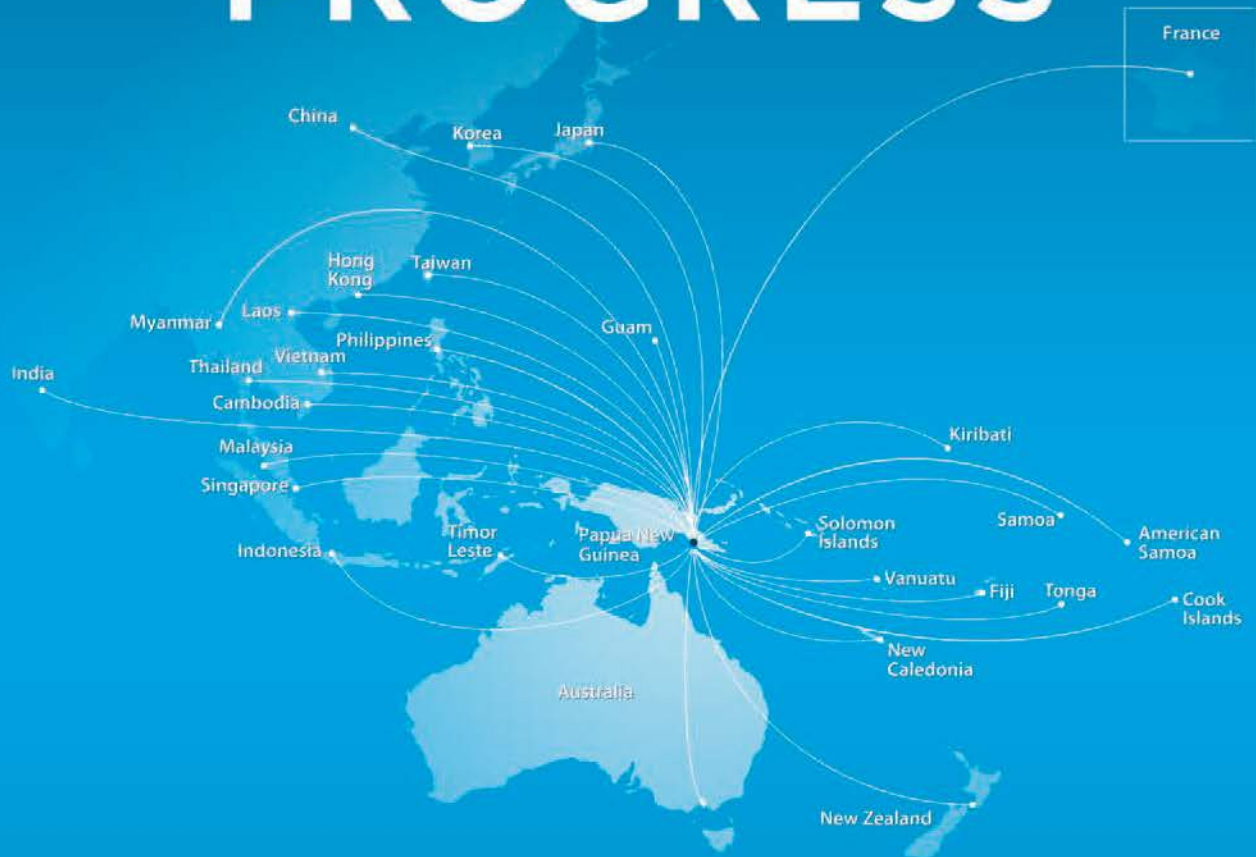 PROGRESS
France
China
Korea
Japan
Hong
Kong
Taiwan
Myanmar
Laos
Guam
Philippines
Vietnam
Thailand
India
Cambodia
Malaysia
Kiribati
Singapore
Samoa
Solomon
Islands
American
Samoa
Timor
Leste
Papua New
Guinea
Indonesia
Vanuatu
Fiji
Tonga
Cook
Islands
New
Caledonia
Australia
New Zealand